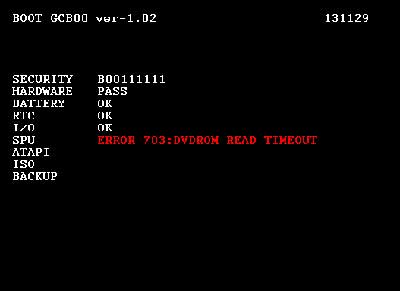 BOOT GCB00 ver-1.02 131129
SECURITY B00111111
HARDWARE PASS
BATTERY OK
RTC OK
I/O OK
SPU ERROR 703:DVDROM READ TIMEOUT
ATAPI
ISO
BACKUP